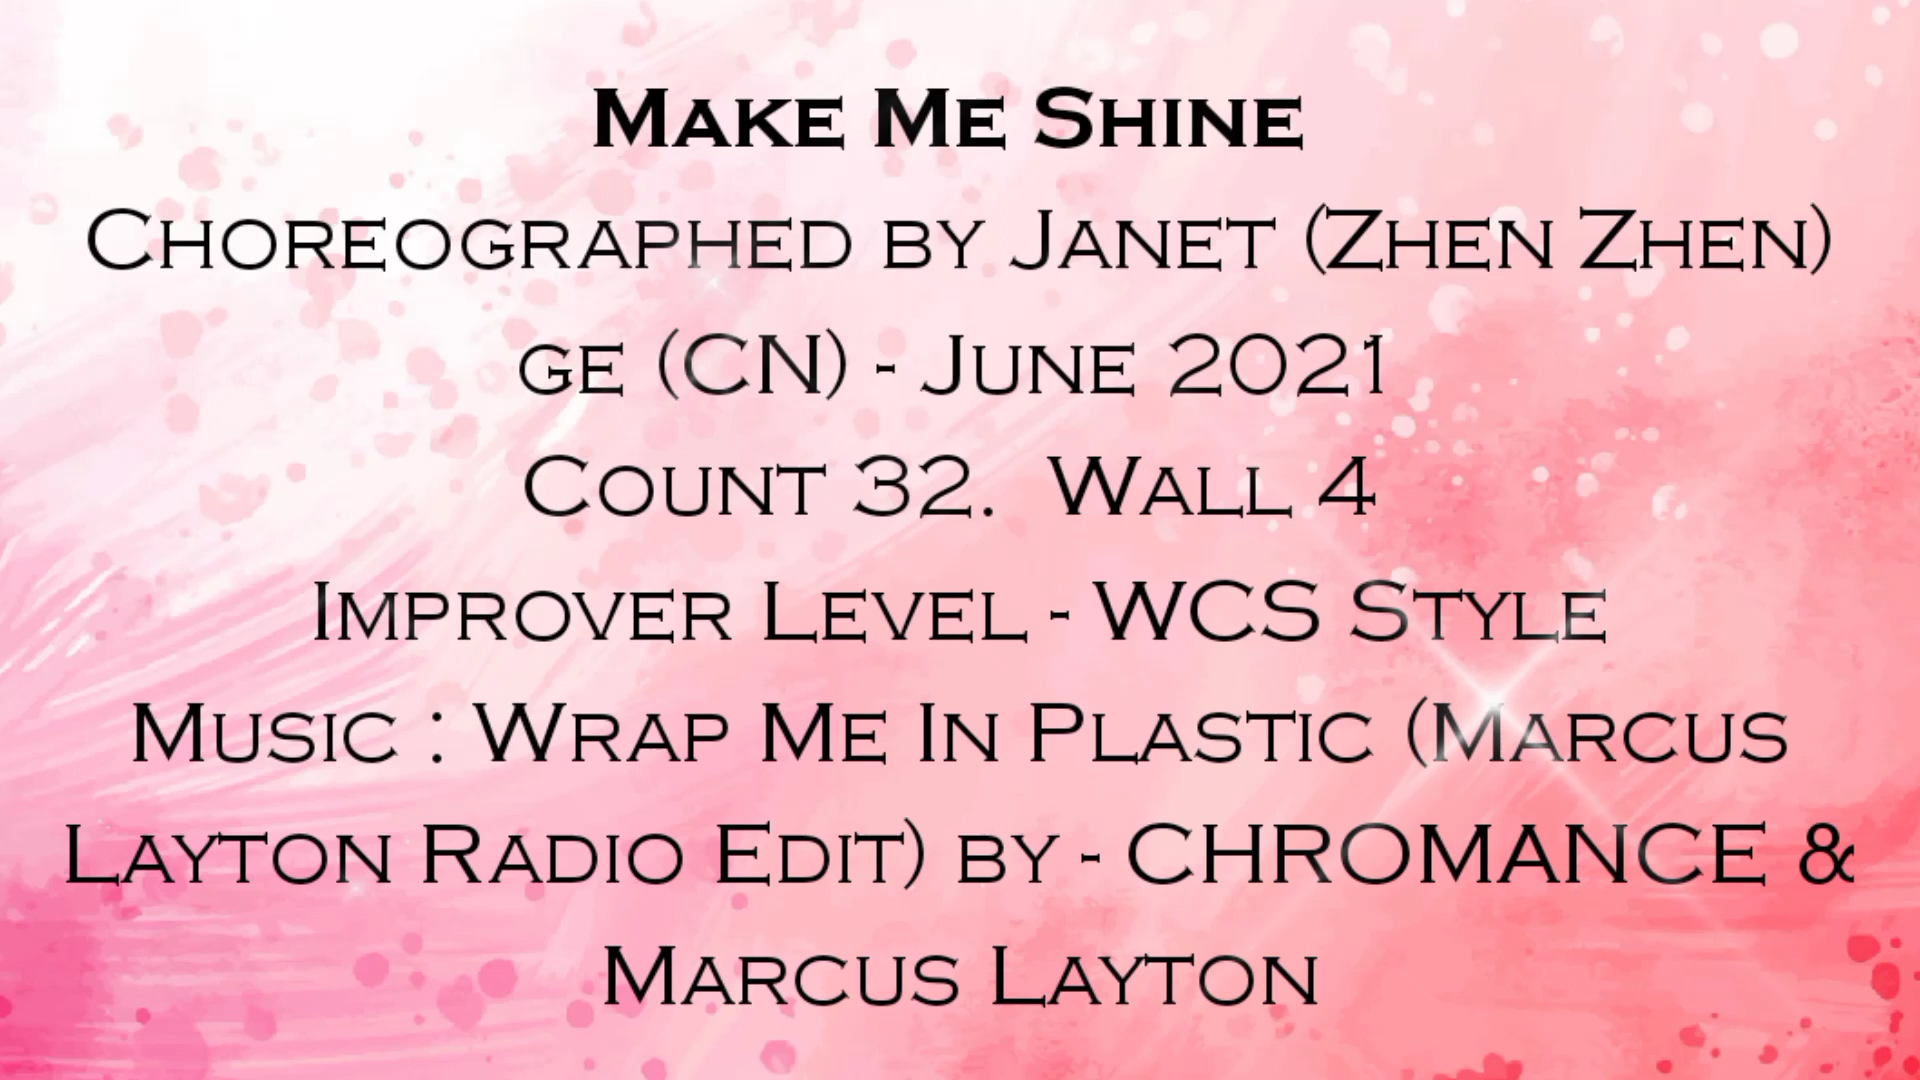 Make Me Shine
Choreographed by Janet (Zhen Zhen)
ge (CN) - June 2021
Count 32.  Wall 4
Improver Level - WCS Style
Music : Wrap Me In Plastic (Marcus
Layton Radio Edit) by - CHROMANCE &
Marcus Layton